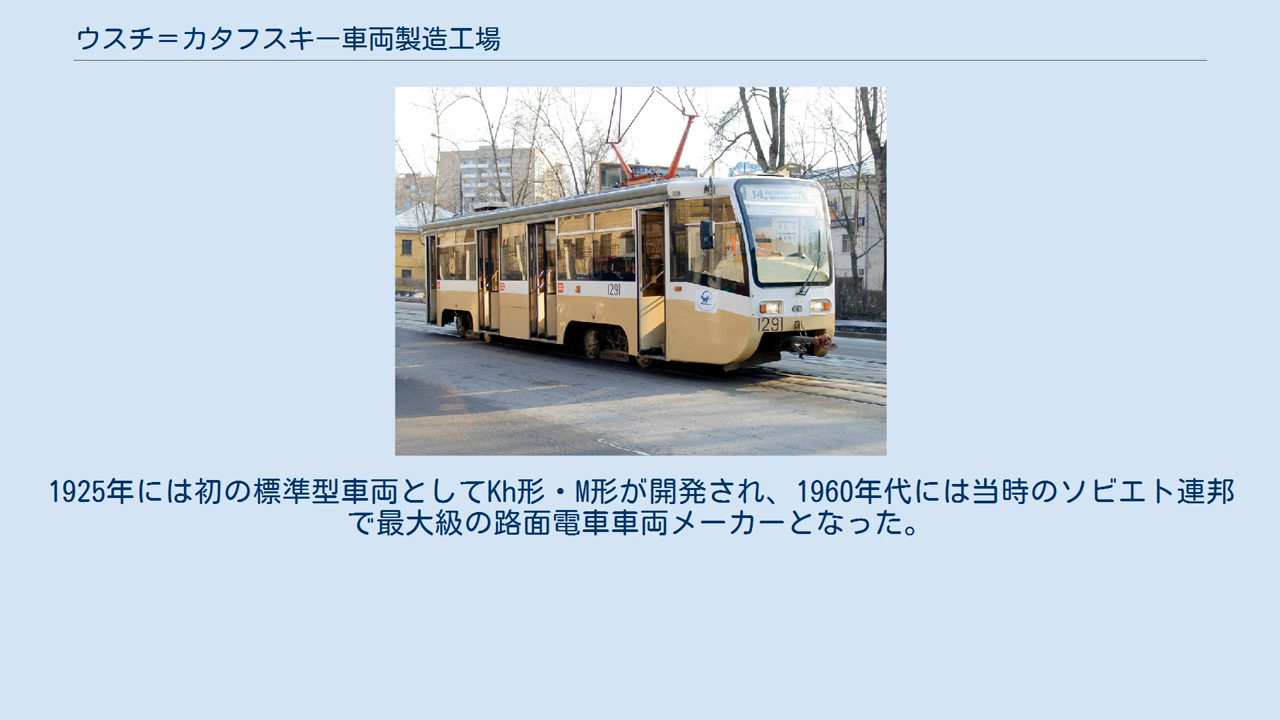 ウスチ＝カタフスキー車両製造工場
14
1291
1291
1925年には初の標準型車両としてKh形・M形が開発され、1960年代には当時のソビエト連邦
で最大級の路面電車車両メーカーとなった。